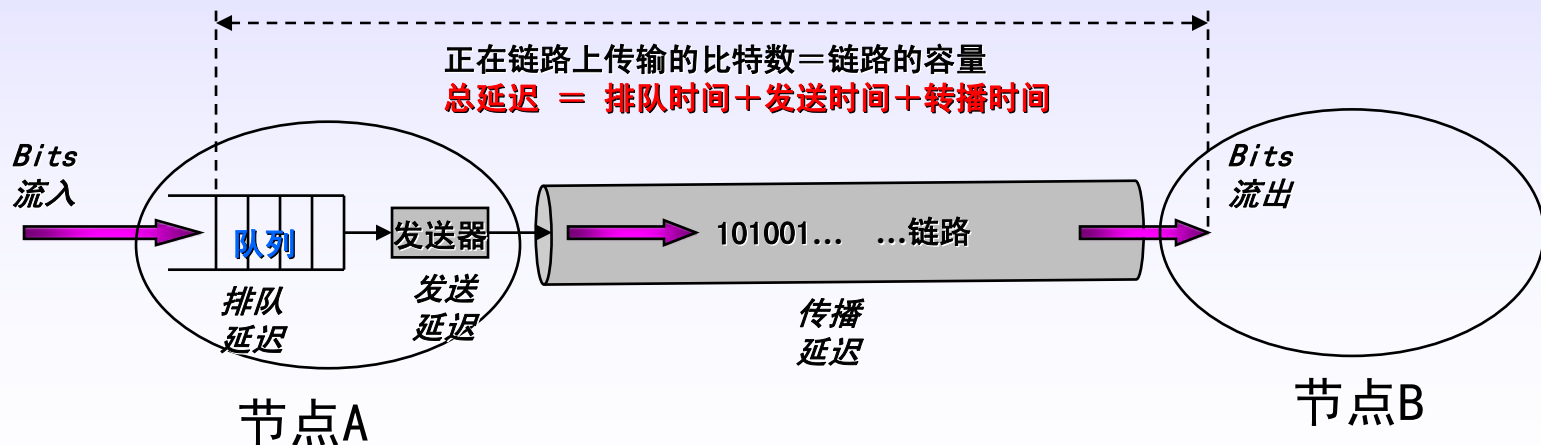 正在链路上传输的比特数＝链路的容量
总延迟 ＝ 排队时间＋发送时间＋转播时间
Bits
流入
队列
发送器
101001... ...链路
Bits
流出
排队
延迟
发送
延迟
传播
延迟
节点A
节点B